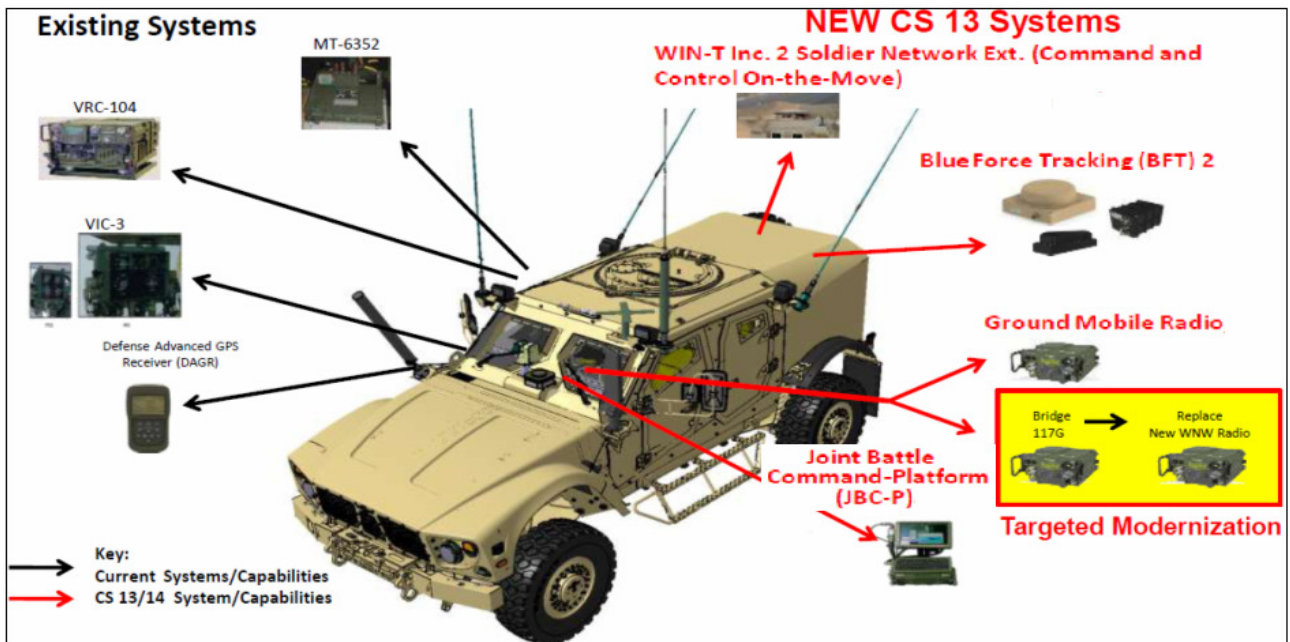 Existing Systems
NEW CS 13 Systems
MT-6352
WIN-T Inc. 2 Soldier Network Ext. (Command and
Control On-the-Move)
VRC-104
Blue Force Tracking (BFT) 2
VIC-3
Ground Mobile Radio
Defense Advanced GPS
Receiver (DAGR)
Bridge
117G
Replace
New WNW Radio
Joint Battle
Command-Platform
(JBC-P)
Targeted Modernization
Key:
Current Systems/Capabilities
CS 13/14 System/Capabilities